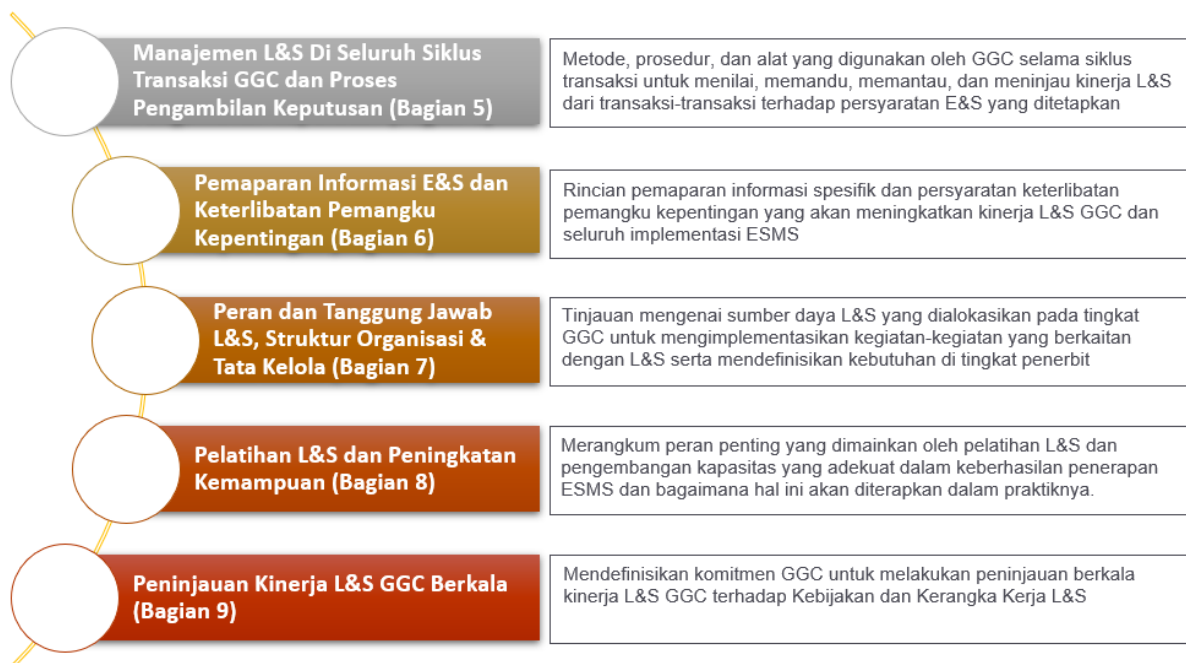 Manajemen L&S Di Seluruh Siklus
Transaksi GGC dan Proses
Pengambilan Keputusan (Bagian 5)
Metode, prosedur, dan alat yang digunakan oleh GGC selama siklus
transaksi untuk menilai, memandu, memantau, dan meninjau kinerja L&S
dari transaksi-transaksi terhadap persyaratan E&S yang ditetapkan
Pemaparan Informasi E&S dan
Keterlibatan Pemangku
Kepentingan (Bagian 6)
Rincian pemaparan informasi spesifik dan persyaratan keterlibatan
pemangku kepentingan yang akan meningkatkan kinerja L&S GGC dan
seluruh implementasi ESMS
Peran dan Tanggung Jawab
L&S, Struktur Organisasi &
Tata Kelola (Bagian 7)
Tinjauan mengenai sumber daya L&S yang dialokasikan pada tingkat
GGC untuk mengimplementasikan kegiatan-kegiatan yang berkaitan
dengan L&S serta mendefinisikan kebutuhan di tingkat penerbit
Pelatihan L&S dan Peningkatan
Kemampuan (Bagian 8)
Merangkum peran penting yang dimainkan oleh pelatihan L&S dan
pengembangan kapasitas yang adekuat dalam keberhasilan penerapan
ESMS dan bagaimana hal ini akan diterapkan dalam praktiknya.
Peninjauan Kinerja L&S GGC Berkala
(Bagian 9)
Mendefinisikan komitmen GGC untuk melakukan peninjauan berkala
kinerja L&S GGC terhadap Kebijakan dan Kerangka Kerja L&S